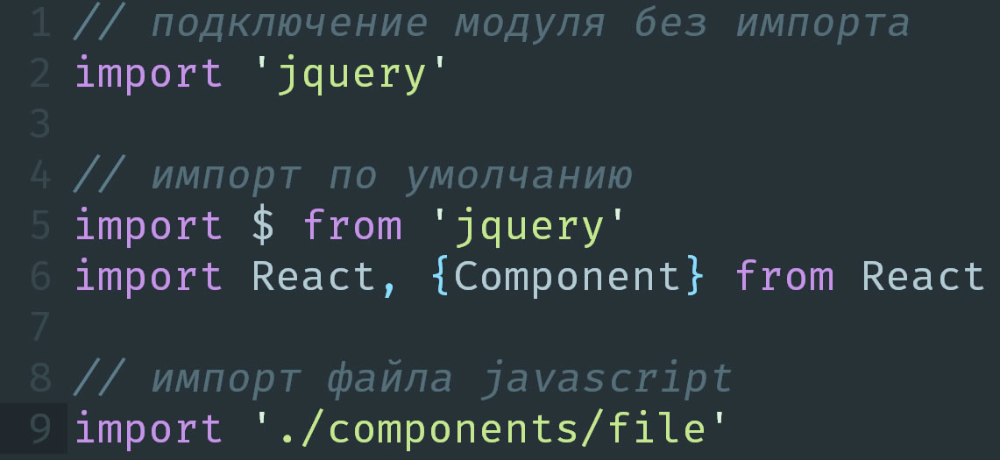 1 // подключение модуля без импорта
2 import 'jquery'
3
4 // импорт по умолчанию
5 import $ from 'jquery'
6 import React, {Component} from React
7
8 // импорт файла javascript
9 import './components/file'